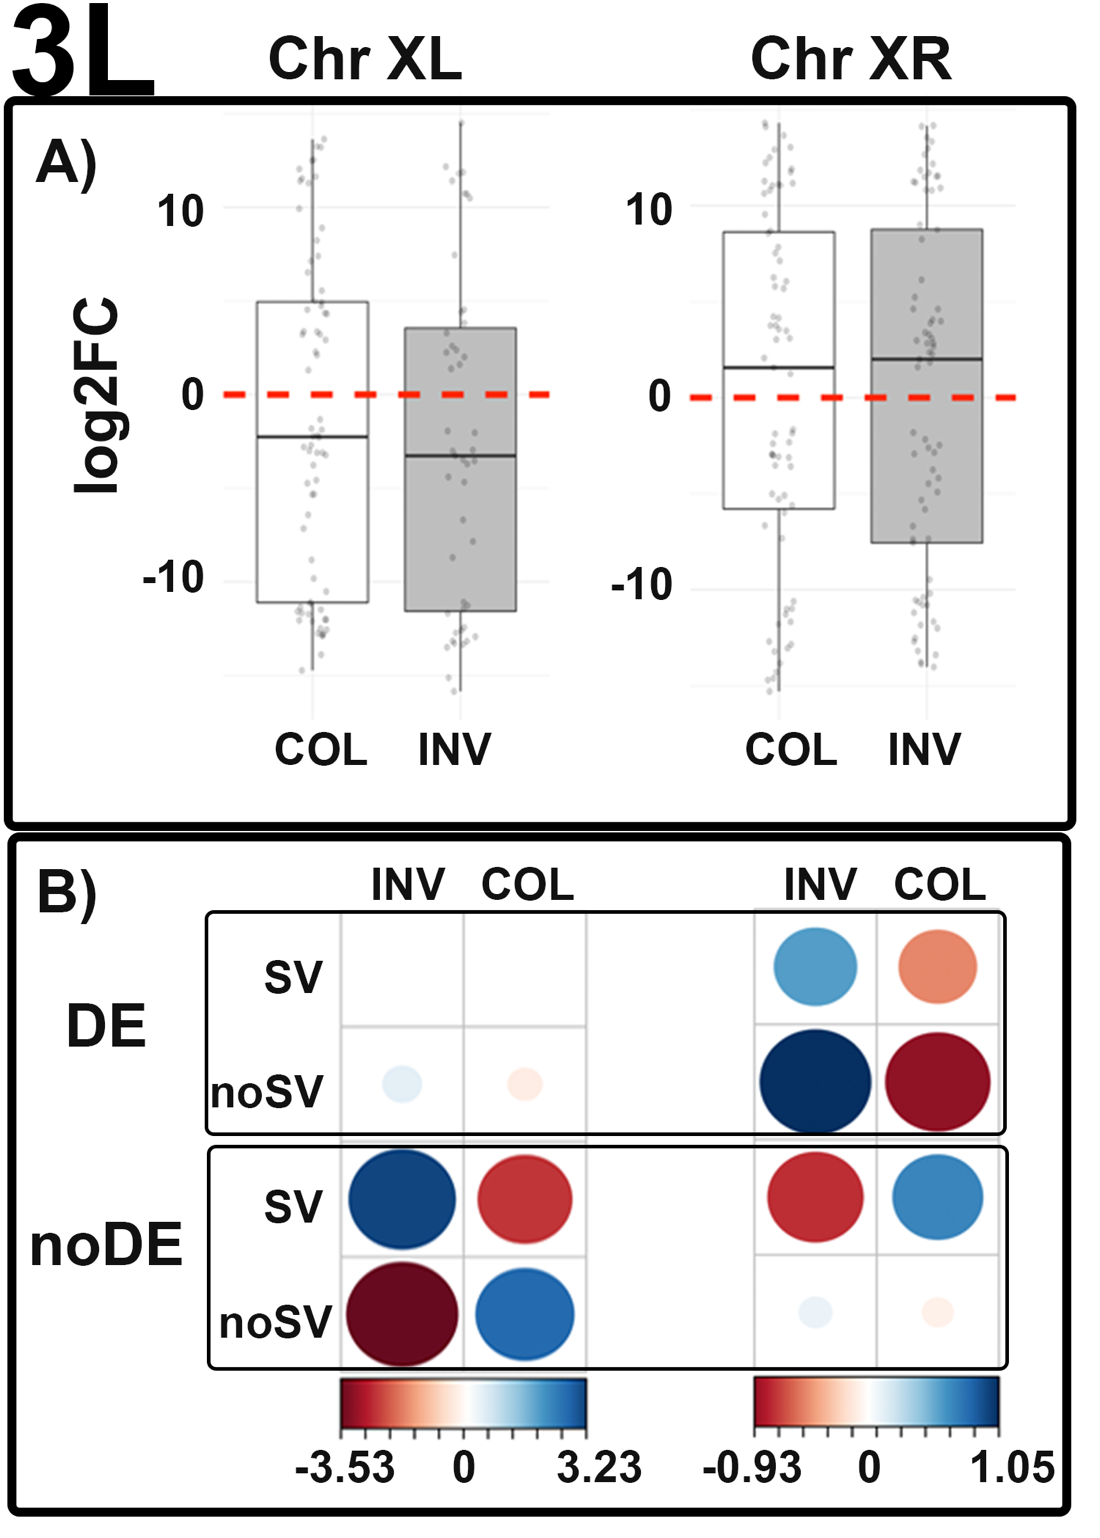 3L Chr XL Chr XR
A)
10 10
log2FC
0 0
-10 -10
COL INV COL INV
B) INV COL INV COL
SV
DE
noSV
SV
noDE
noSV
-3.53 0 3.23 -0.93 0 1.05